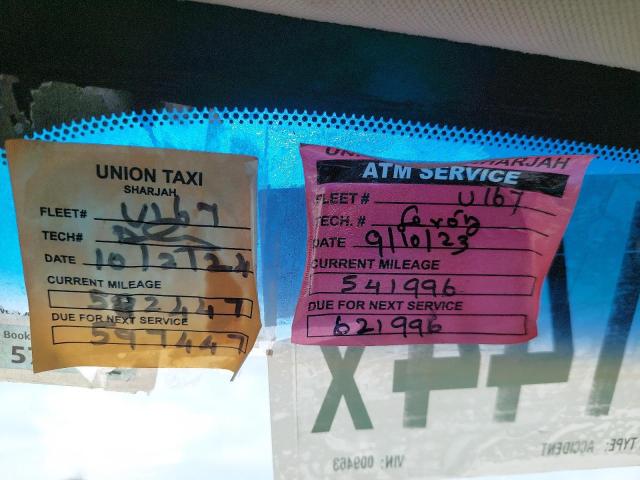 UNION TAXI
SHARJAH
FLEET# U167
TECH#
DATE 10/2/24
CURRENT MILEAGE
582447
DUE FOR NEXT SERVICE
597447
Book
SHARJAH
ATM SERVICE
FLEET # U167
TECH. #
DATE 9/10/23
CURRENT MILEAGE
541996
DUE FOR NEXT SERVICE
621996
X
TYPE: ACCIDENT
VIN: 009463